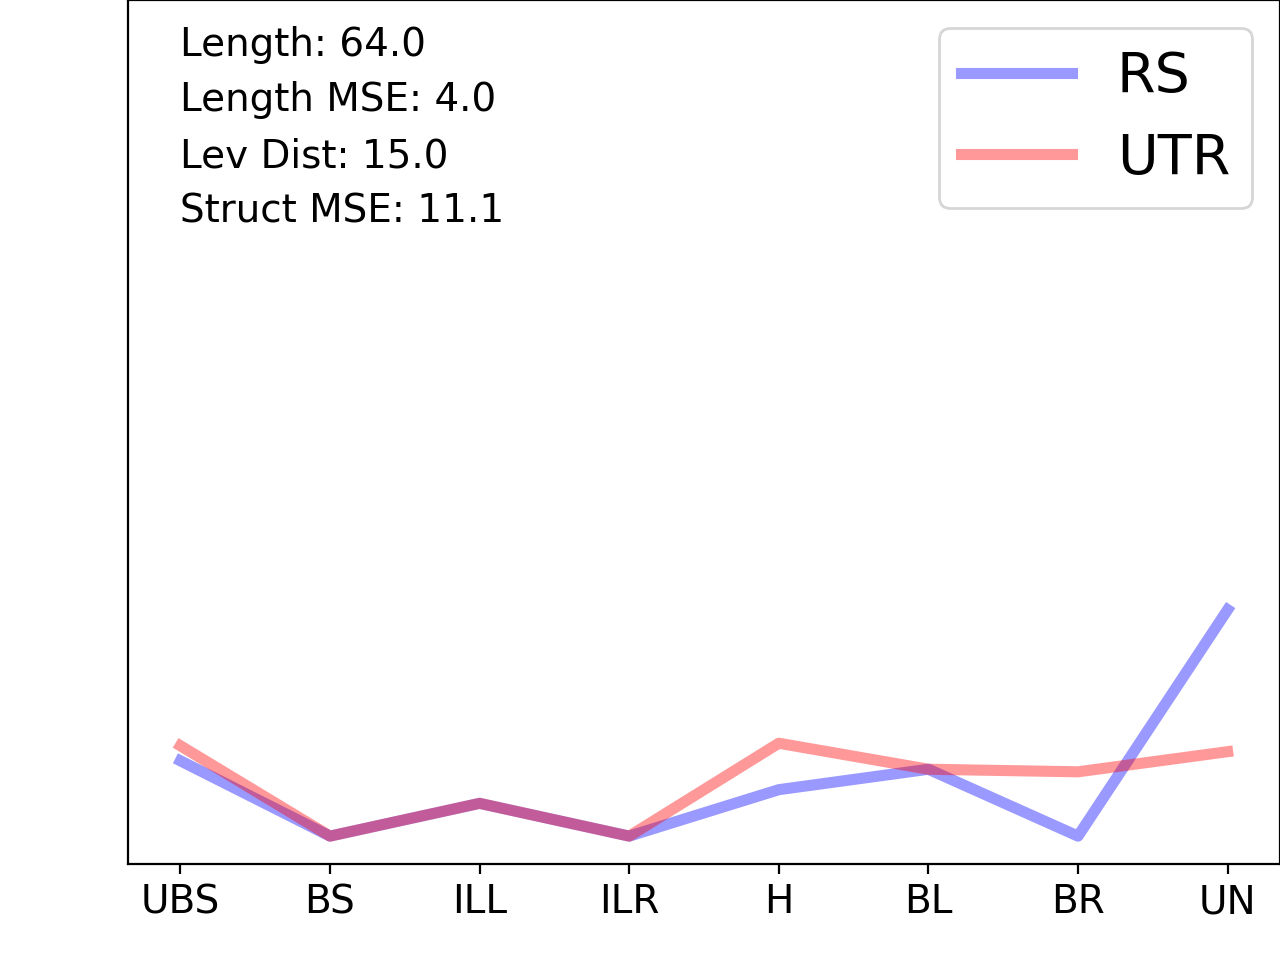 Length: 64.0
Length MSE: 4.0
Lev Dist: 15.0
Struct MSE: 11.1
RS
UTR
UBS BS ILL ILR H BL BR UN